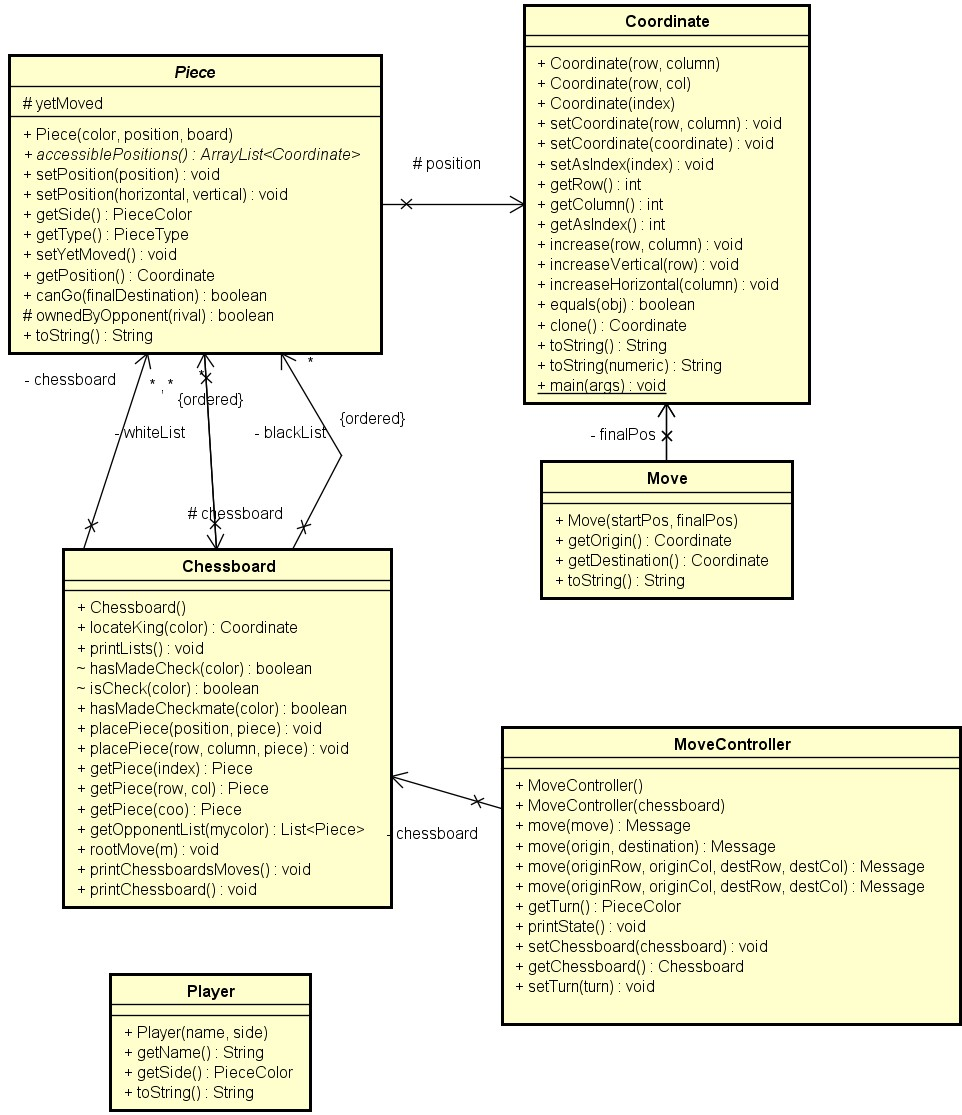 Piece
# yetMoved
+ Piece(color, position, board)
+ accessiblePositions() : ArrayList<Coordinate>
+ setPosition(position) : void
+ setPosition(horizontal, vertical) : void
+ getSide() : PieceColor
+ getType() : PieceType
+ setYetMoved() : void
+ getPosition() : Coordinate
+ canGo(finalDestination) : boolean
# ownedByOpponent(rival) : boolean
+ toString() : String
# position
Coordinate
+ Coordinate(row, column)
+ Coordinate(row, col)
+ Coordinate(index)
+ setCoordinate(row, column) : void
+ setCoordinate(coordinate) : void
+ setAsIndex(index) : void
+ getRow() : int
+ getColumn() : int
+ getAsIndex() : int
+ increase(row, column) : void
+ increaseVertical(row) : void
+ increaseHorizontal(column) : void
+ equals(obj) : boolean
+ clone() : Coordinate
+ toString() : String
+ toString(numeric) : String
+ main(args) : void
- chessboard
* , *
*
{ordered}
*
{ordered}
- whiteList
- blackList
# chessboard
- finalPos
Move
+ Move(startPos, finalPos)
+ getOrigin() : Coordinate
+ getDestination() : Coordinate
+ toString() : String
Chessboard
+ Chessboard()
+ locateKing(color) : Coordinate
+ printLists() : void
~ hasMadeCheck(color) : boolean
~ isCheck(color) : boolean
+ hasMadeCheckmate(color) : boolean
+ placePiece(position, piece) : void
+ placePiece(row, column, piece) : void
+ getPiece(index) : Piece
+ getPiece(row, col) : Piece
+ getPiece(coo) : Piece
+ getOpponentList(mycolor) : List<Piece>
+ rootMove(m) : void
+ printChessboardsMoves() : void
+ printChessboard() : void
- chessboard
MoveController
+ MoveController()
+ MoveController(chessboard)
+ move(move) : Message
+ move(origin, destination) : Message
+ move(originRow, originCol, destRow, destCol) : Message
+ move(originRow, originCol, destRow, destCol) : Message
+ getTurn() : PieceColor
+ printState() : void
+ setChessboard(chessboard) : void
+ getChessboard() : Chessboard
+ setTurn(turn) : void
Player
+ Player(name, side)
+ getName() : String
+ getSide() : PieceColor
+ toString() : String